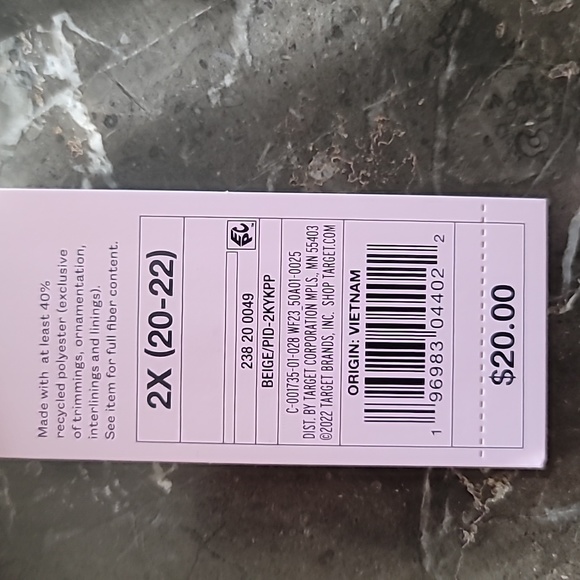 Made with at least 40%
recycled polyester (exclusive
of trimmings, ornamentation,
interlinings and linings).
See item for full fiber content.
2X (20-22)
238 20 0049
BEIGE/PID-2KYKPP
C-001735-01-028 WF23 50A01-0025
DIST. BY TARGET CORPORATION MPLS., MN 55403
©2022 TARGET BRANDS, INC. SHOP TARGET.COM
ORIGIN: VIETNAM
1 96983 04402 2
$20.00